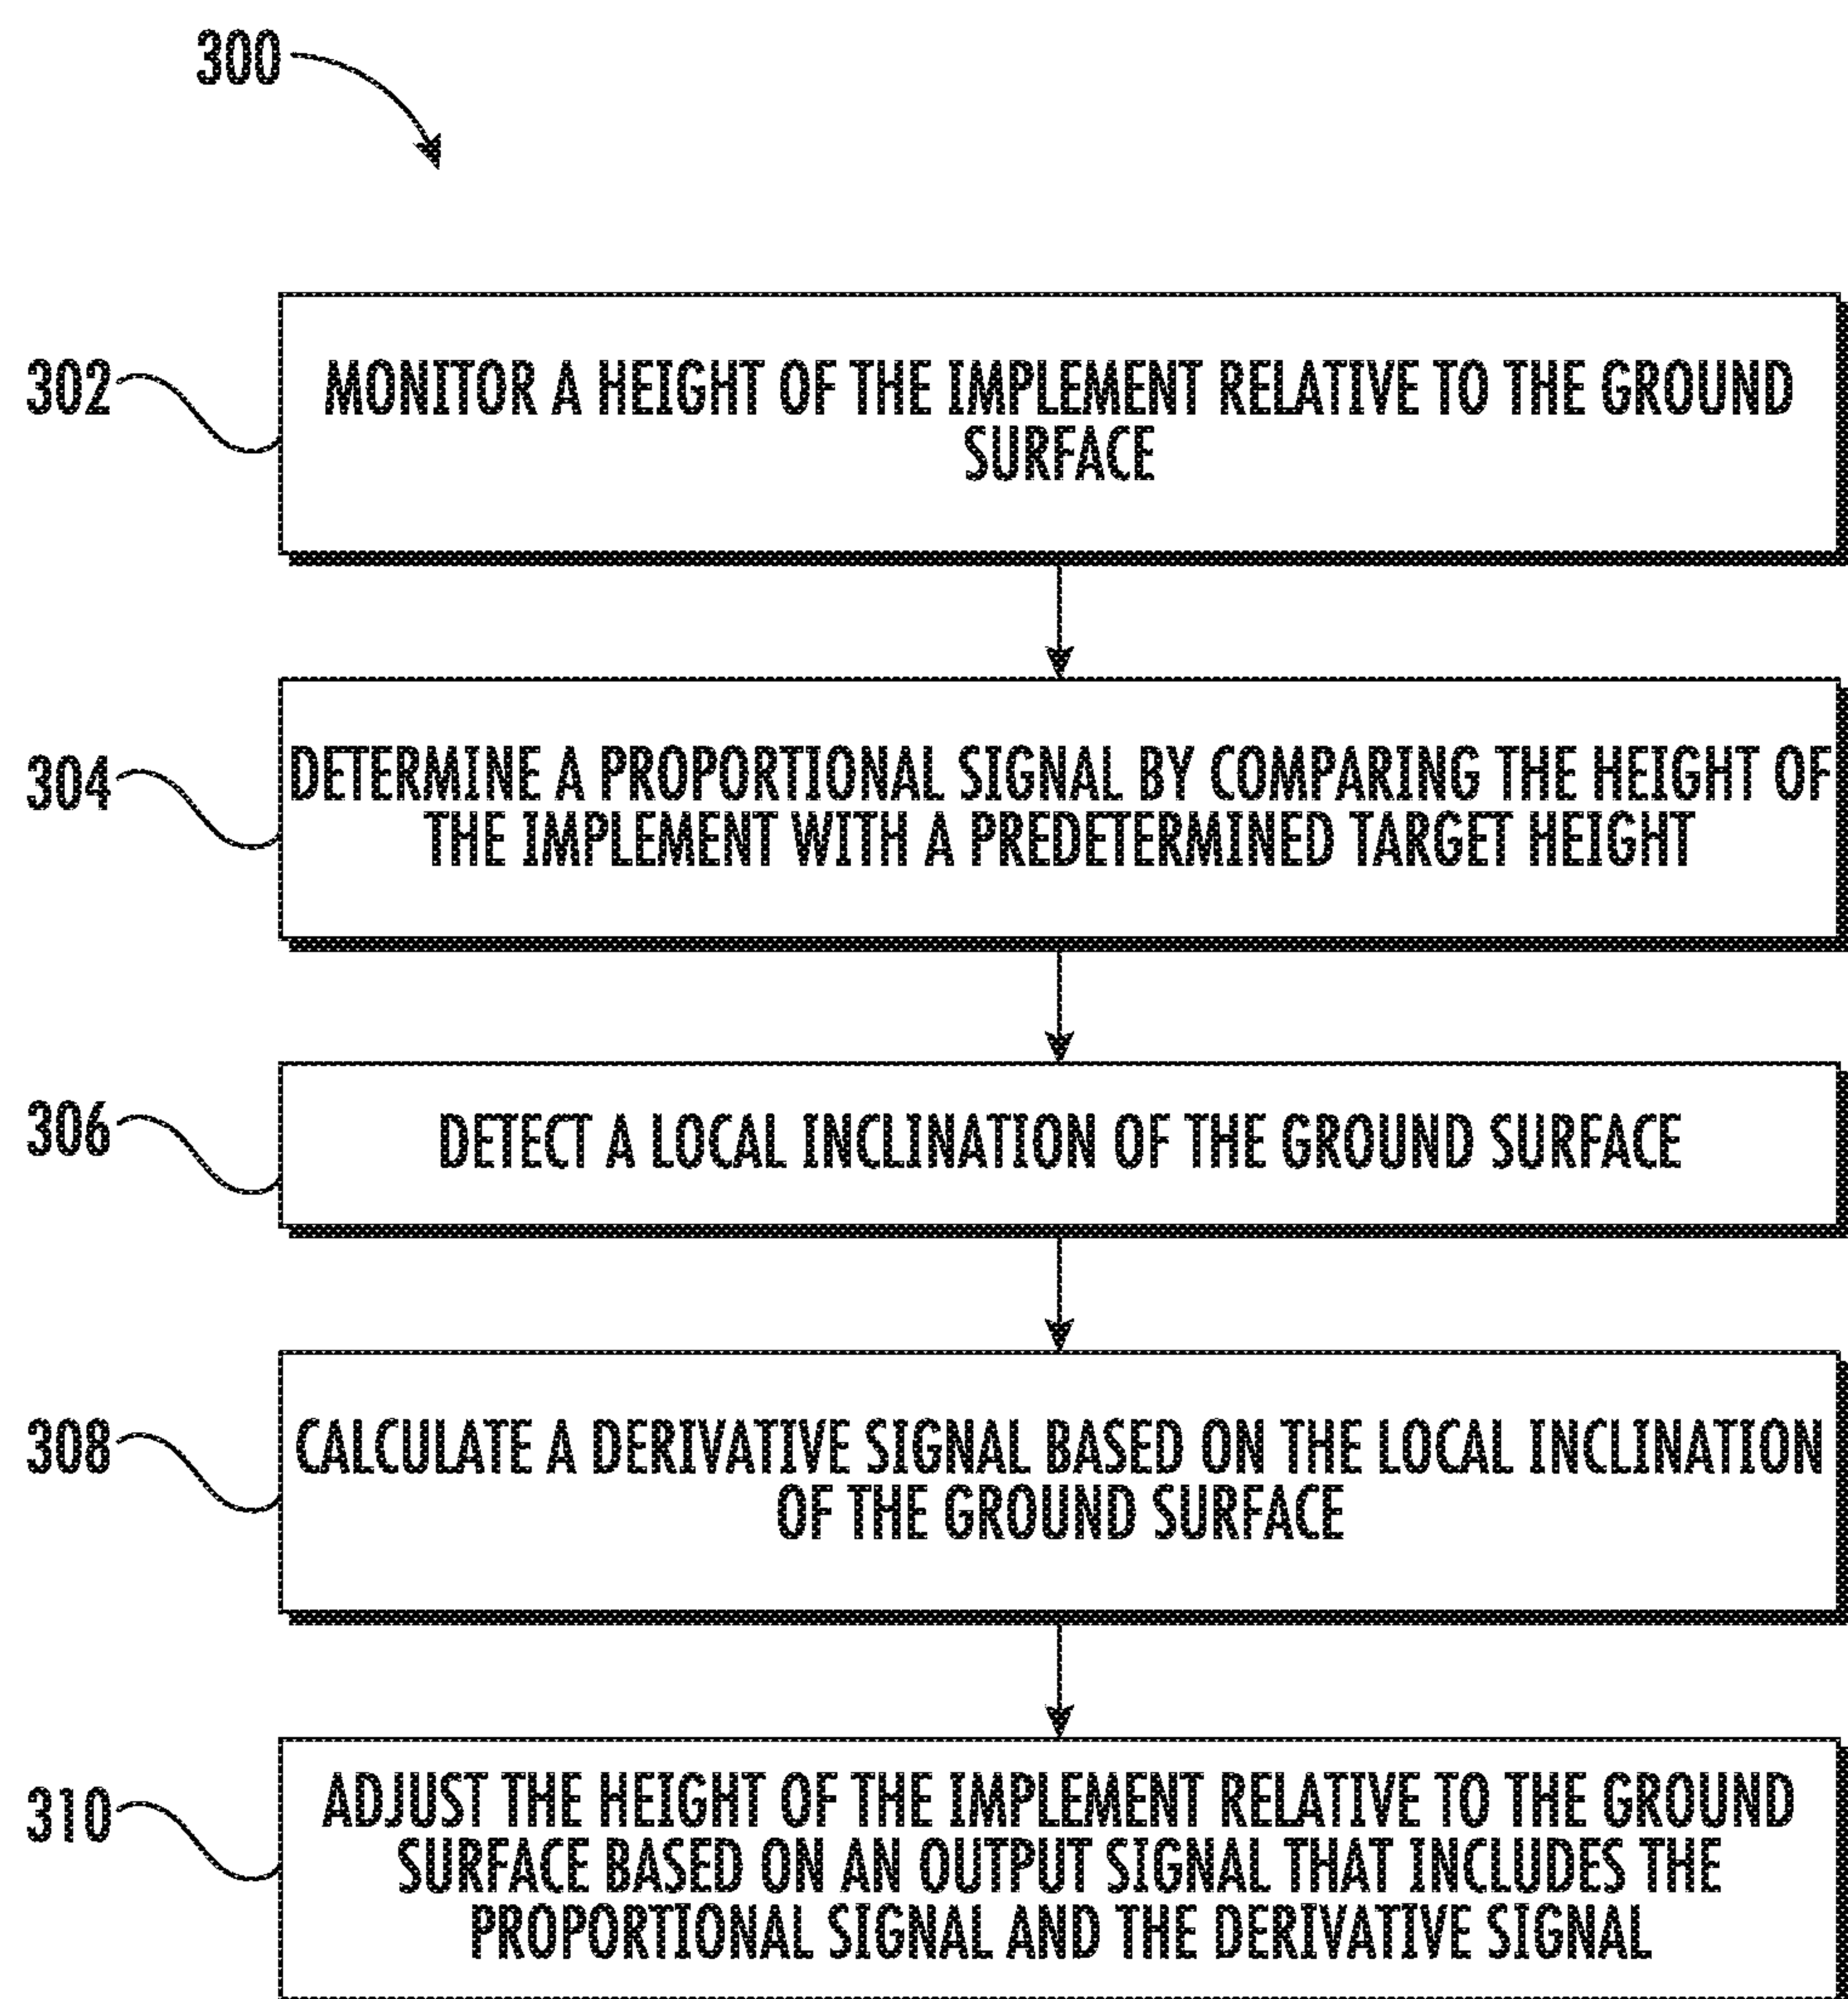 300
302
MONITOR A HEIGHT OF THE IMPLEMENT RELATIVE TO THE GROUND
SURFACE
304
DETERMINE A PROPORTIONAL SIGNAL BY COMPARING THE HEIGHT OF
THE IMPLEMENT WITH A PREDETERMINED TARGET HEIGHT
306
DETECT A LOCAL INCLINATION OF THE GROUND SURFACE
308
CALCULATE A DERIVATIVE SIGNAL BASED ON THE LOCAL INCLINATION
OF THE GROUND SURFACE
310
ADJUST THE HEIGHT OF THE IMPLEMENT RELATIVE TO THE GROUND
SURFACE BASED ON AN OUTPUT SIGNAL THAT INCLUDES THE
PROPORTIONAL SIGNAL AND THE DERIVATIVE SIGNAL